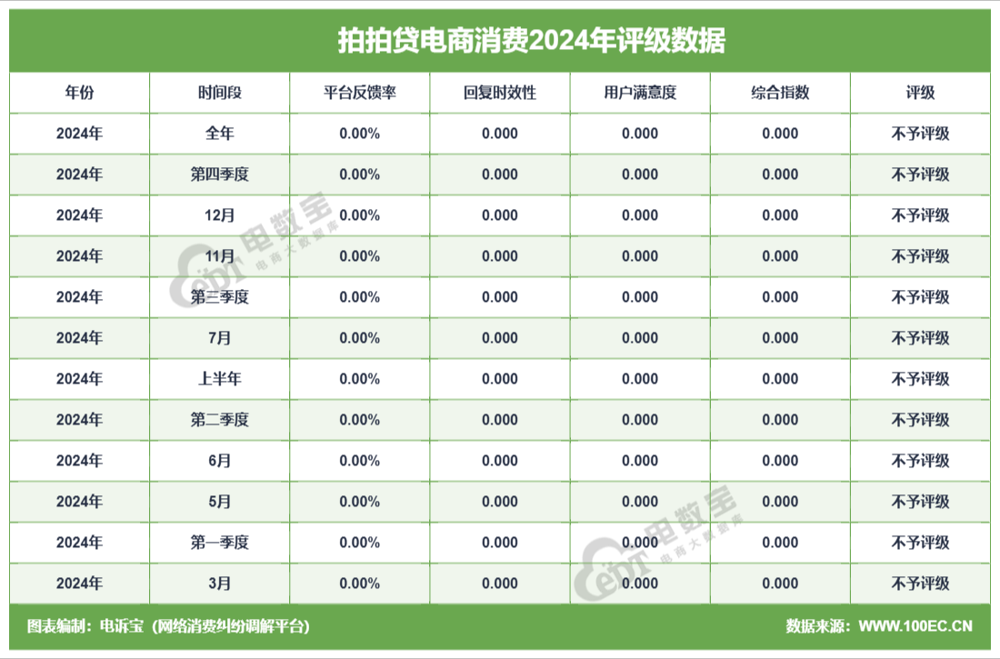 拍拍贷电商消费2024年评级数据
年份 时间段 平台反馈率 回复时效性 用户满意度 综合指数 评级
2024年 全年 0.00% 0.000 0.000 0.000 不予评级
2024年 第四季度 0.00% 0.000 0.000 0.000 不予评级
2024年 12月 0.00% 0.000 0.000 0.000 不予评级
2024年 11月 0.00% 0.000 0.000 0.000 不予评级
2024年 第三季度 0.00% 0.000 0.000 0.000 不予评级
2024年 7月 0.00% 0.000 0.000 0.000 不予评级
2024年 上半年 0.00% 0.000 0.000 0.000 不予评级
2024年 第二季度 0.00% 0.000 0.000 0.000 不予评级
2024年 6月 0.00% 0.000 0.000 0.000 不予评级
2024年 5月 0.00% 0.000 0.000 0.000 不予评级
2024年 第一季度 0.00% 0.000 0.000 0.000 不予评级
2024年 3月 0.00% 0.000 0.000 0.000 不予评级
图表编制：电诉宝（网络消费纠纷调解平台） 数据来源：WWW.100EC.CN
电数宝
电商大数据库
eDT
电数宝
电商大数据库
eDT